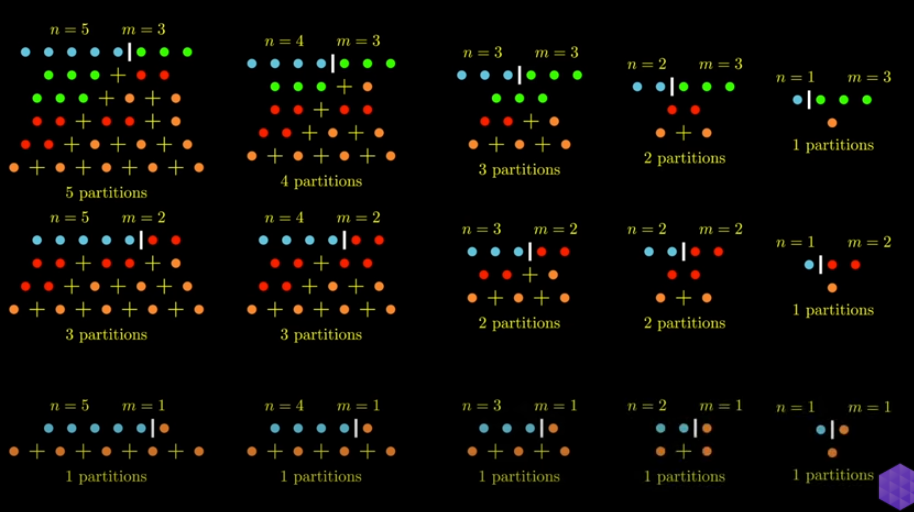 n = 5 m = 3
n = 4 m = 3
n = 3 m = 3
n = 2 m = 3
n = 1 m = 3
|
|
|
|
|
+
+
+ +
+
+ +
+
+ + +
+ + +
+
+ + + +
+ + +
+ +
+
5 partitions
4 partitions
3 partitions
2 partitions
1 partitions
n = 5 m = 2
n = 4 m = 2
n = 3 m = 2
n = 2 m = 2
n = 1 m = 2
|
|
|
|
|
+ +
+
+
+ + +
+ +
+ + + +
+ + +
+ +
+
3 partitions
3 partitions
2 partitions
2 partitions
1 partitions
n = 5 m = 1
n = 4 m = 1
n = 3 m = 1
n = 2 m = 1
n = 1 m = 1
|
|
|
|
|
+ + + +
+ + +
+ +
+
1 partitions
1 partitions
1 partitions
1 partitions
1 partitions